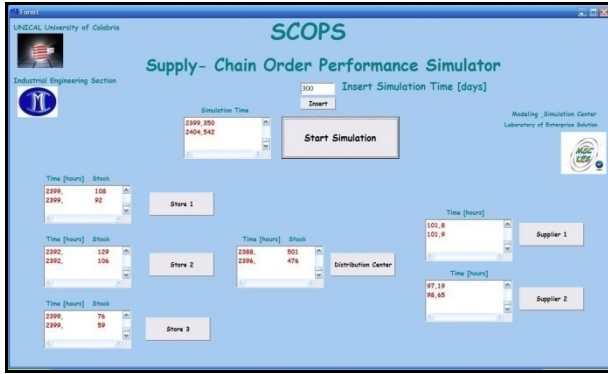 Form1
UNICAL University of Calabria
SCOPS
Supply- Chain Order Performance Simulator
Industrial Engineering Section
300 Insert Simulation Time [days]
Insert
Simulation Time
2399,350
2404,542
Start Simulation
Modeling _Simulation Center
Laboratory of Enterprise Solution
MSC
LES
Time [hours] Stock
2399, 108
2399, 92
Store 1
Time [hours]
101,8
101,9
Supplier 1
Time [hours] Stock
2392, 129
2392, 106
Store 2
Time [hours] Stock
2388, 501
2396, 476
Distribution Center
Time [hours]
97,19
98,65
Supplier 2
Time [hours] Stock
2399, 76
2399, 59
Store 3